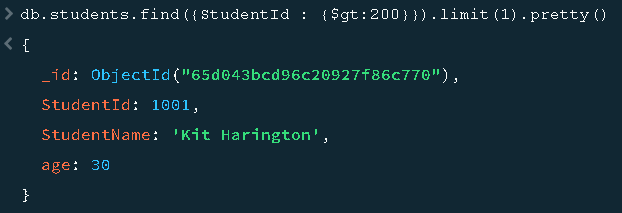 > db.students.find({StudentId : {$gt:200}}).limit(1).pretty()
< {
_id: ObjectId("65d043bcd96c20927f86c770"),
StudentId: 1001,
StudentName: 'Kit Harington',
age: 30
}